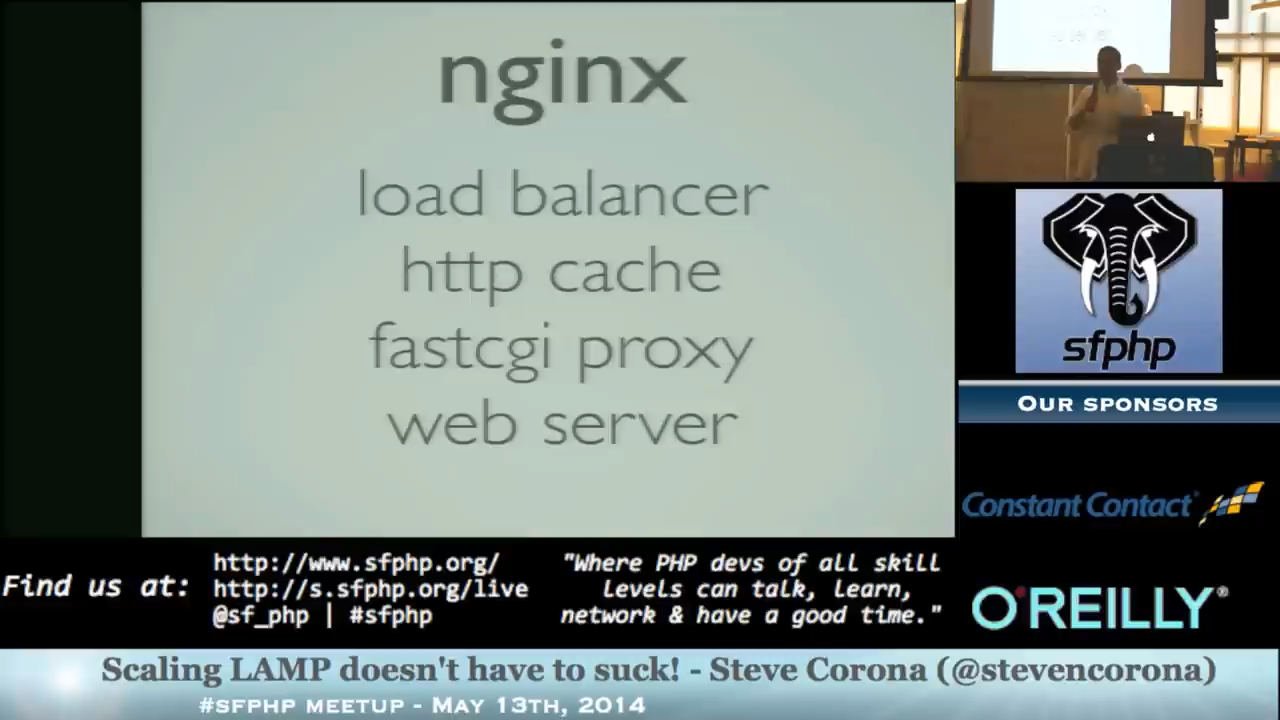 nginx
load balancer
http cache
fastcgi proxy
web server
sfphp
Our sponsors
Constant Contact®
O'REILLY®
Find us at:
http://www.sfphp.org/
http://s.sfphp.org/live
@sf_php | #sfphp
"Where PHP devs of all skill
Levels can talk, learn,
network & have a good time."
Scaling LAMP doesn't have to suck! - Steve Corona (@stevencorona)
#sfphp meetup - May 13th, 2014